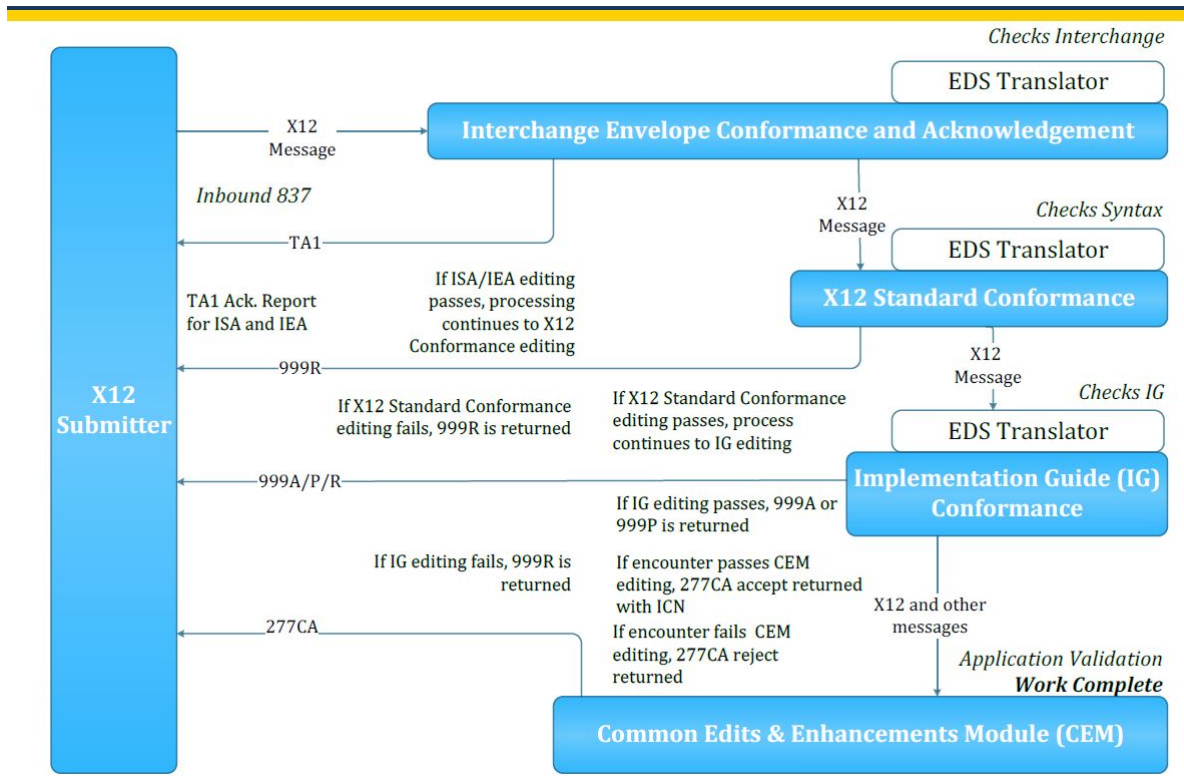 Checks Interchange
EDS Translator
Interchange Envelope Conformance and Acknowledgement
X12
Message
Inbound 837
X12
Message
Checks Syntax
TA1
EDS Translator
X12 Standard Conformance
TA1 Ack. Report
for ISA and IEA
If ISA/IEA editing
passes, processing
continues to X12
Conformance editing
999R
X12
Message
X12
Submitter
Checks IG
If X12 Standard Conformance
editing fails, 999R is returned
If X12 Standard Conformance
editing passes, process
continues to IG editing
EDS Translator
999A/P/R
Implementation Guide (IG)
Conformance
If IG editing passes, 999A or
999P is returned
If IG editing fails, 999R is
returned
If encounter passes CEM
editing, 277CA accept returned
with ICN
X12 and other
messages
277CA
If encounter fails CEM
editing, 277CA reject
returned
Application Validation
Work Complete
Common Edits & Enhancements Module (CEM)